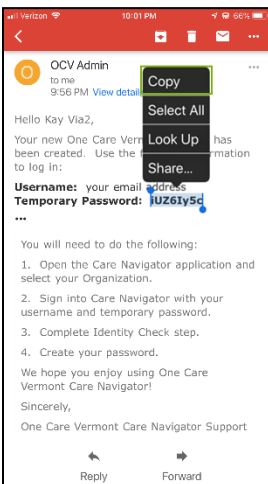 Verizon 10:01 PM 66%
OCV Admin
to me
9:56 PM View detail
Copy
Select All
Look Up
Share...
Hello Kay Via2,
Your new One Care Ver has
been created. Use the f rmation
to log in:
Username: your email address
Temporary Password: iUZ6Iy5c
...
You will need to do the following:
1. Open the Care Navigator application and
select your Organization.
2. Sign into Care Navigator with your
username and temporary password.
3. Complete Identity Check step.
4. Create your password.
We hope you enjoy using One Care
Vermont Care Navigator!
Sincerely,
One Care Vermont Care Navigator Support
Reply Forward